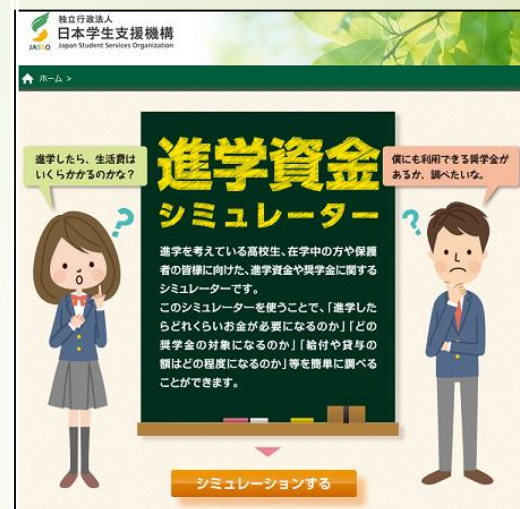 独立行政法人
日本学生支援機構
JASSO Japan Student Services Organization
ホーム >
進学したら、生活費は
いくらかかるのかな？
僕にも利用できる奨学金が
あるか、調べたいな。
進学資金
シミュレーター
進学を考えている高校生、在学中の方や保護
者の皆様に向けた、進学資金や奨学金に関する
シミュレーターです。
このシミュレーターを使うことで、「進学した
らどれくらいお金が必要になるのか」「どの
奨学金の対象になるのか」「給付や貸与の
額はどの程度になるのか」等を簡単に調べる
ことができます。
シミュレーションする